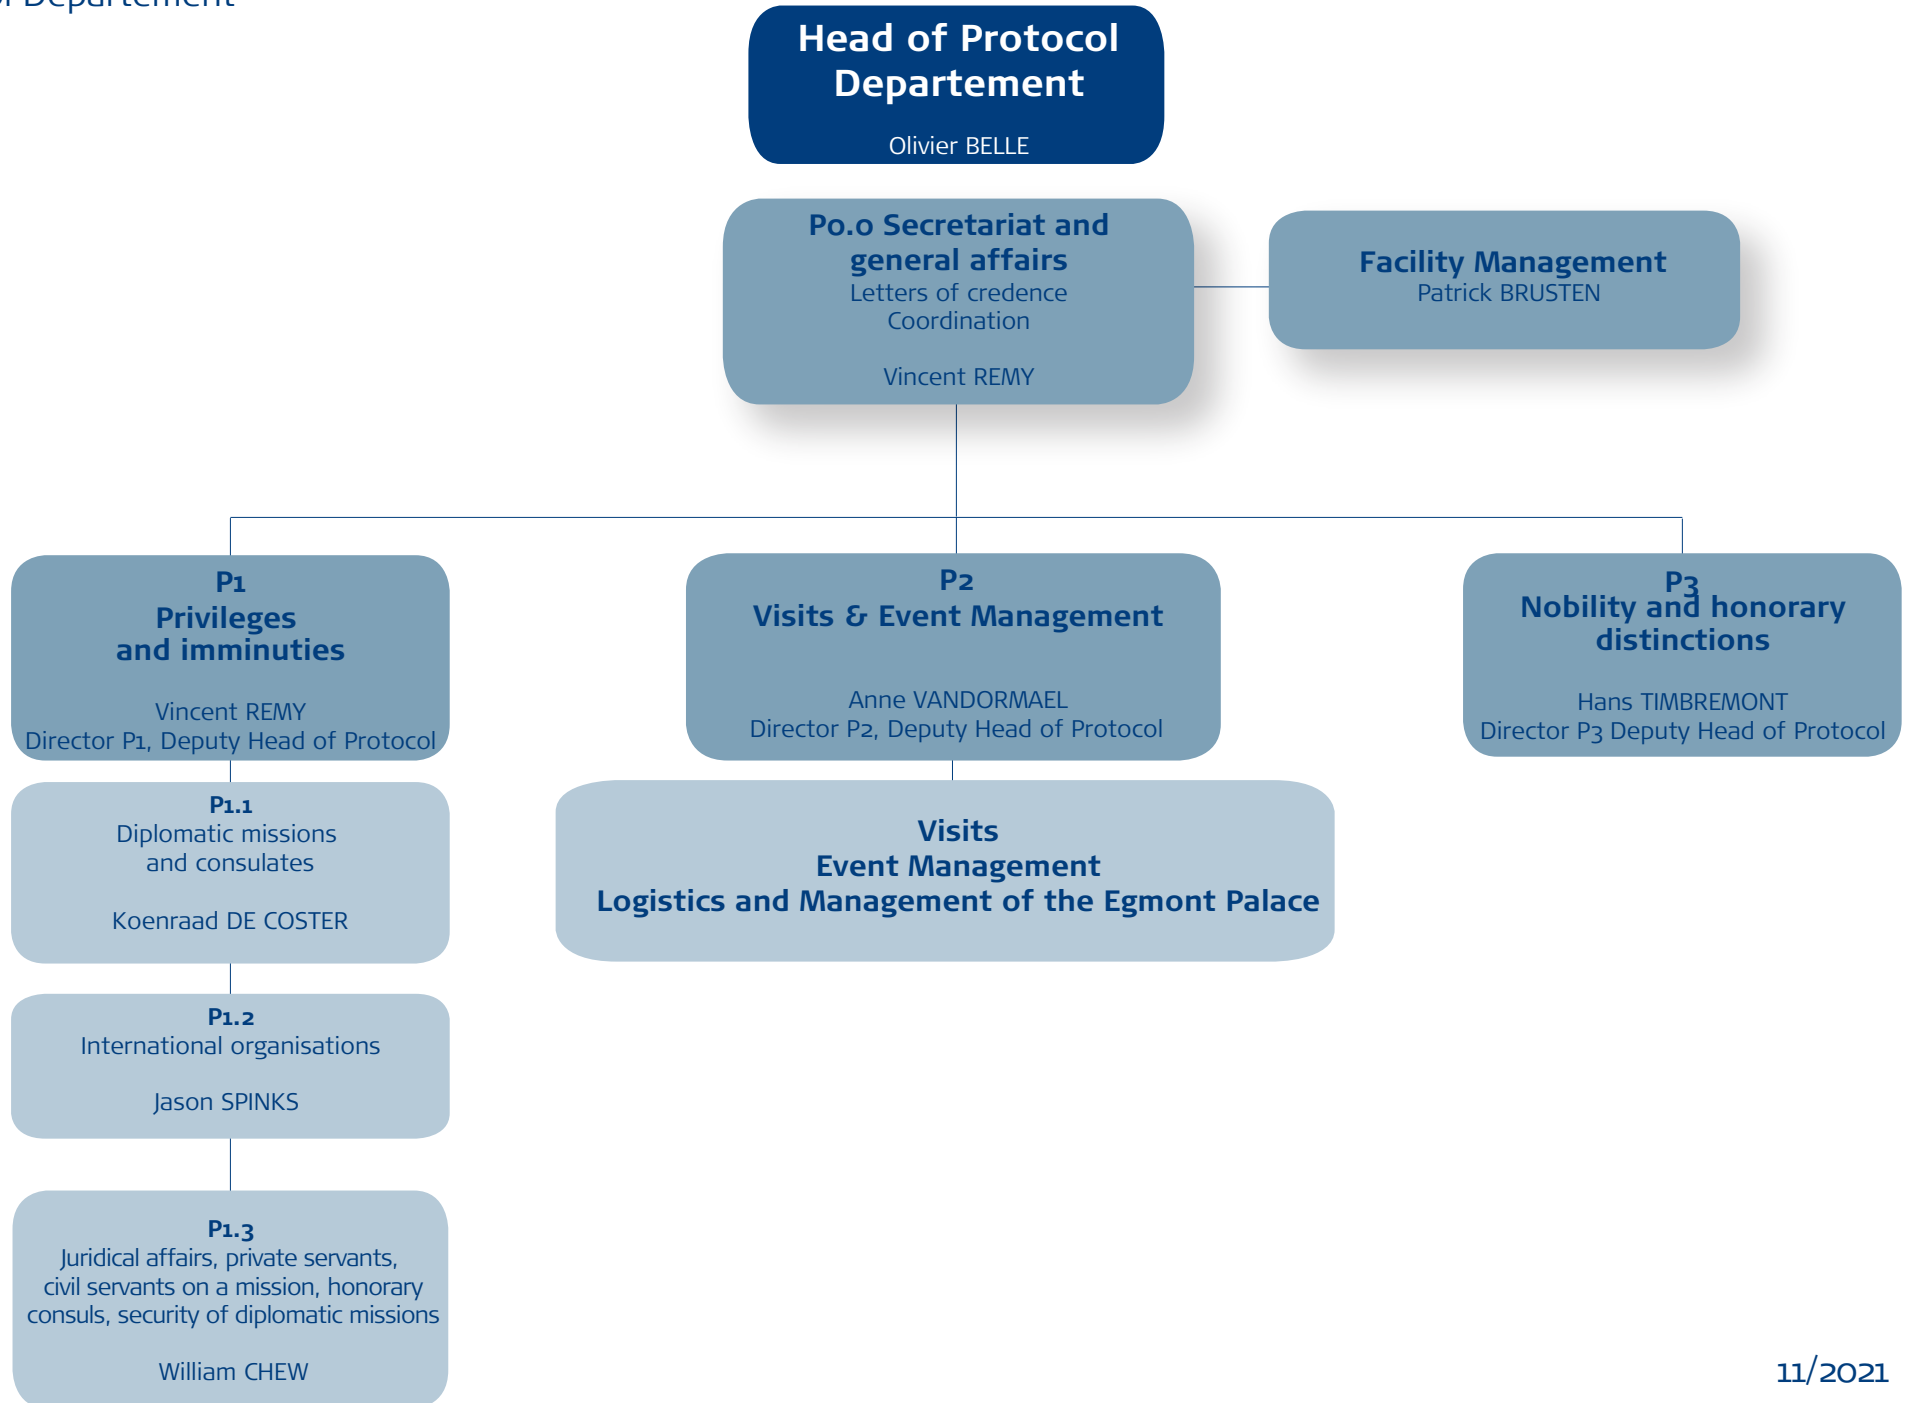 Departement
Head of Protocol
Departement
Olivier BELLE
P0.0 Secretariat and
general affairs
Letters of credence
Coordination
Vincent REMY
Facility Management
Patrick BRUSTEN
P1
Privileges
and imminuties
Vincent REMY
Director P1, Deputy Head of Protocol
P2
Visits & Event Management
Anne VANDORMAEL
Director P2, Deputy Head of Protocol
P3
Nobility and honorary
distinctions
Hans TIMBREMONT
Director P3 Deputy Head of Protocol
P1.1
Diplomatic missions
and consulates
Koenraad DE COSTER
Visits
Event Management
Logistics and Management of the Egmont Palace
P1.2
International organisations
Jason SPINKS
P1.3
Juridical affairs, private servants,
civil servants on a mission, honorary
consuls, security of diplomatic missions
William CHEW
11/2021